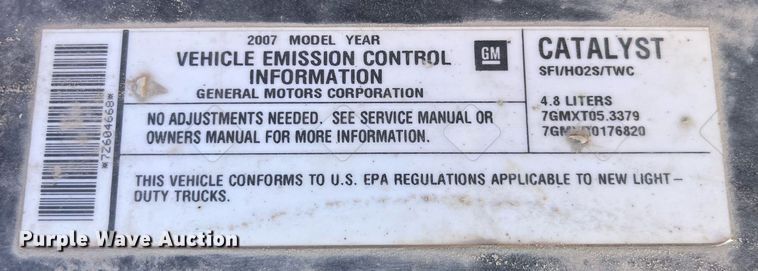 *72604668*
2007 MODEL YEAR
VEHICLE EMISSION CONTROL
INFORMATION
GENERAL MOTORS CORPORATION
GM
CATALYST
SFI/HO2S/TWC
NO ADJUSTMENTS NEEDED. SEE SERVICE MANUAL OR
OWNERS MANUAL FOR MORE INFORMATION.
4.8 LITERS
7GMXT05.3379
THIS VEHICLE CONFORMS TO U.S. EPA REGULATIONS APPLICABLE TO NEW LIGHT-
DUTY TRUCKS.
Purple Wave Auction